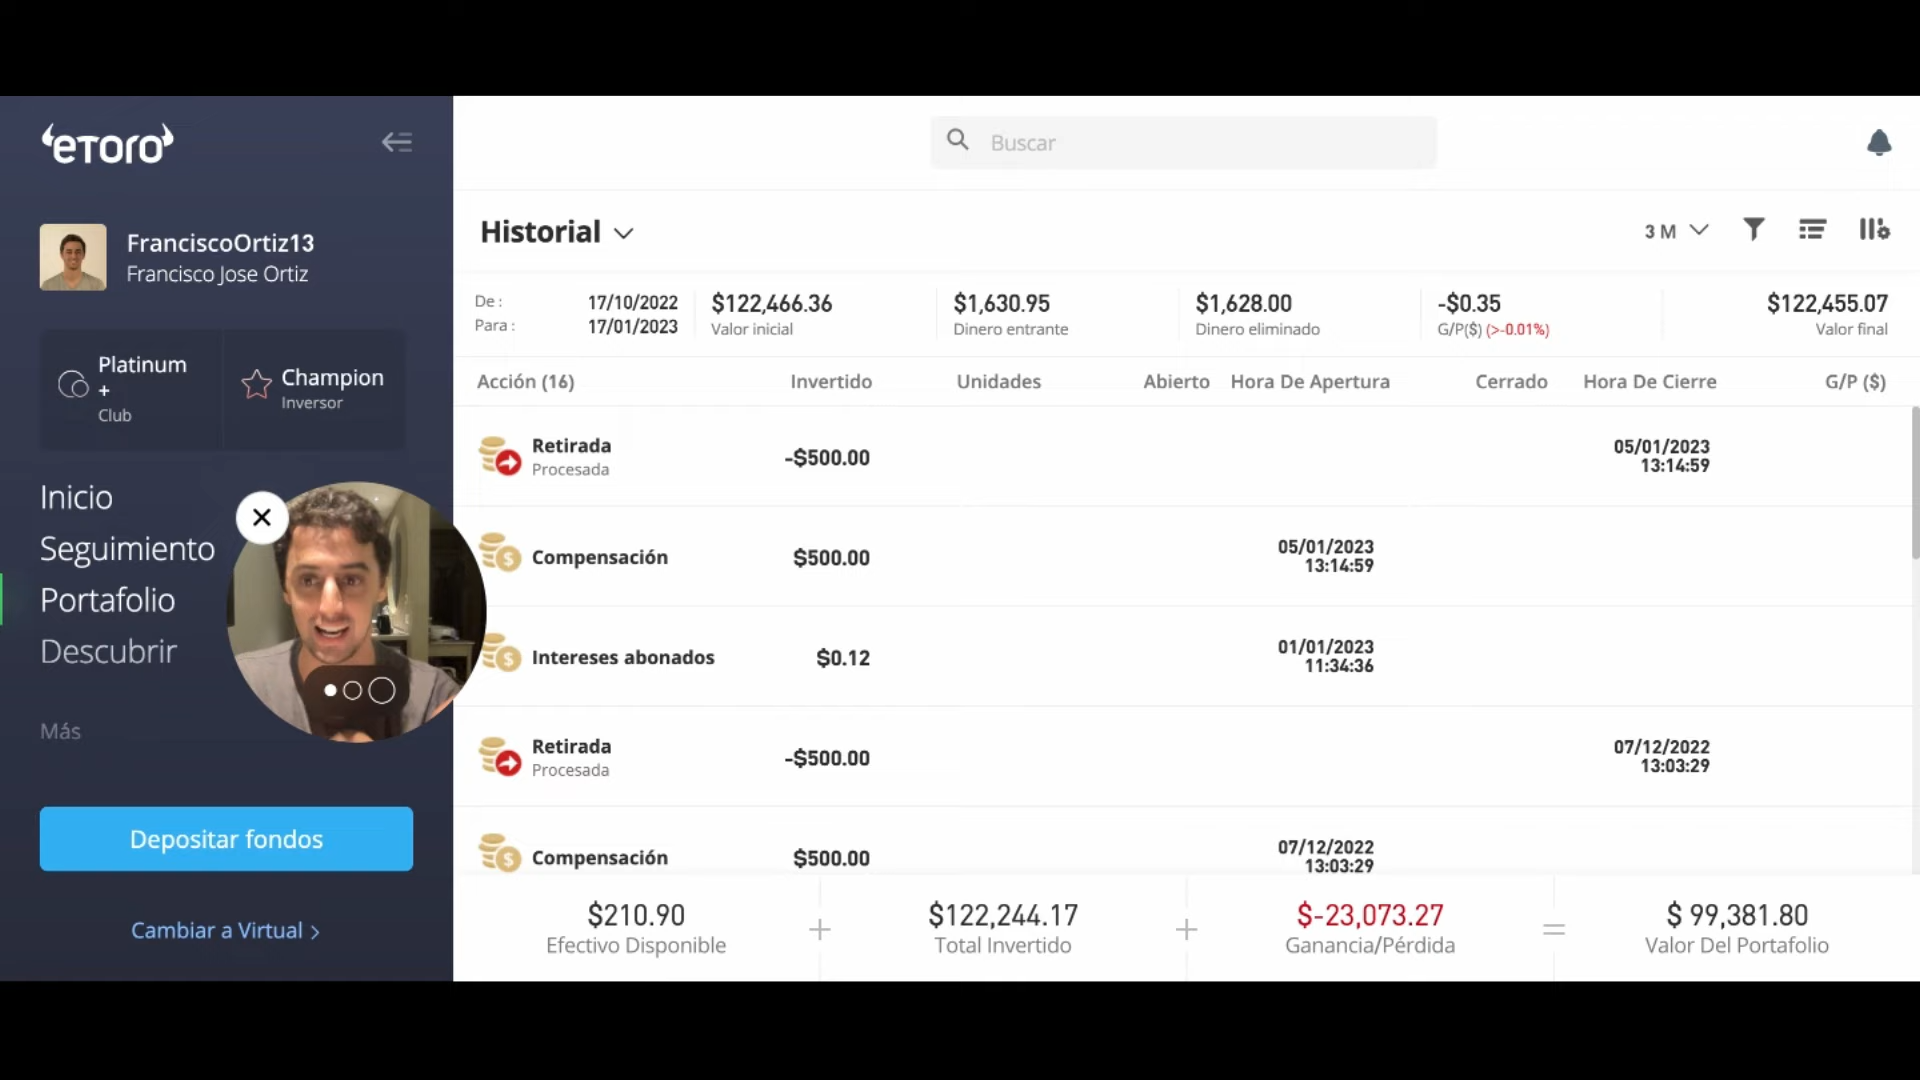 etoro
FranciscoOrtiz13
Francisco Jose Ortiz
Platinum
+
Club
Champion
Inversor
Inicio
Seguimiento
Portafolio
Descubrir
Más
Depositar fondos
Cambiar a Virtual >
Buscar
Historial
3 M
De : 17/10/2022
Para : 17/01/2023
$122,466.36
Valor inicial
$1,630.95
Dinero entrante
$1,628.00
Dinero eliminado
-$0.35
G/P($) (>-0.01%)
$122,455.07
Valor final
Acción (16) Invertido Unidades Abierto Hora De Apertura Cerrado Hora De Cierre G/P ($)
Retirada
Procesada
-$500.00
05/01/2023
13:14:59
Compensación
$500.00
05/01/2023
13:14:59
Intereses abonados
$0.12
01/01/2023
11:34:36
Retirada
Procesada
-$500.00
07/12/2022
13:03:29
Compensación
$500.00
07/12/2022
13:03:29
$210.90
Efectivo Disponible
+
$122,244.17
Total Invertido
+
$-23,073.27
Ganancia/Pérdida
=
$ 99,381.80
Valor Del Portafolio